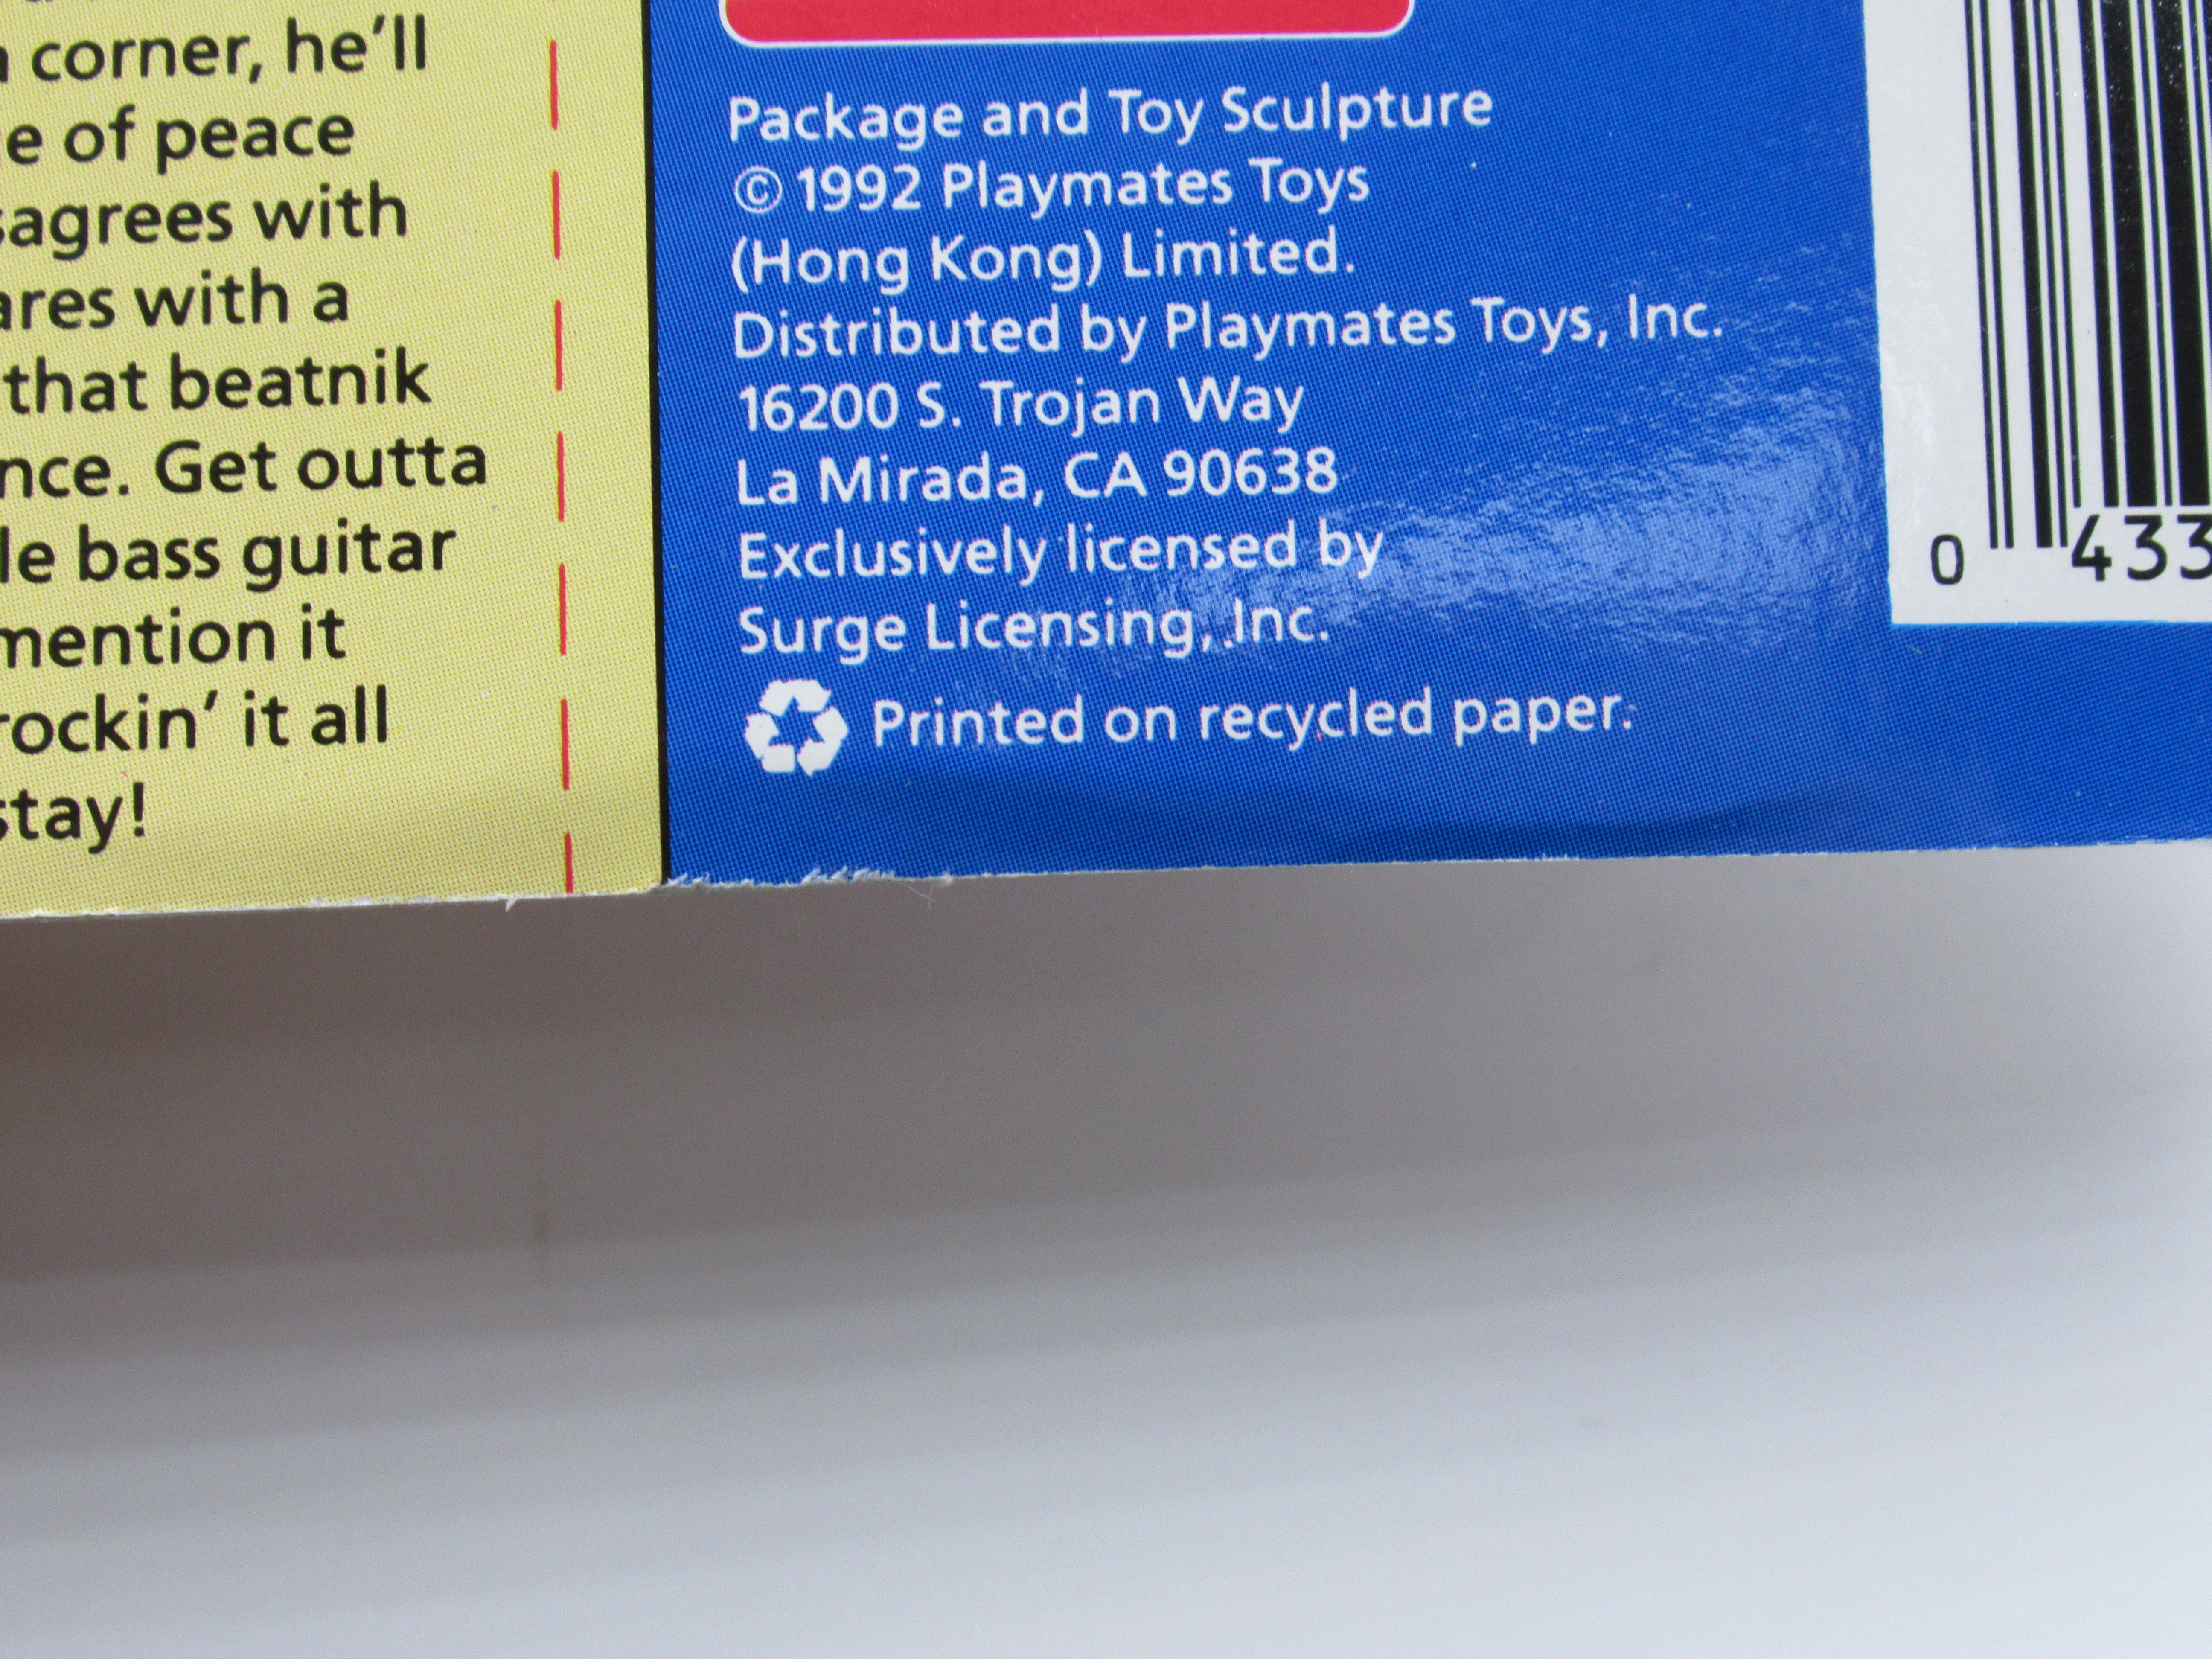 corner, he'll
e of peace
sagrees with
ares with a
that beatnik
nce. Get outta
le bass guitar
mention it
rockin' it all
stay!
Package and Toy Sculpture
© 1992 Playmates Toys
(Hong Kong) Limited.
Distributed by Playmates Toys, Inc.
16200 S. Trojan Way
La Mirada, CA 90638
Exclusively licensed by
Surge Licensing, Inc.
Printed on recycled paper.
0 433